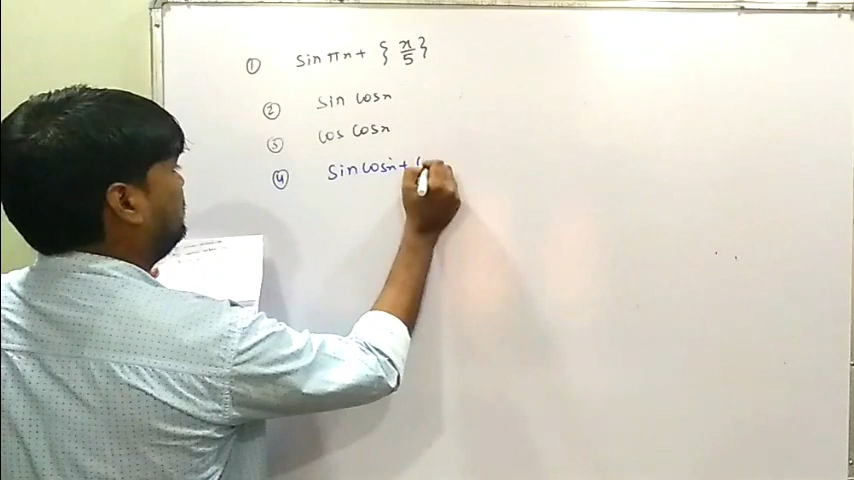 ① sin πx + { x/5 }
② sin cosx
③ cos cosx
④ sin cosx +